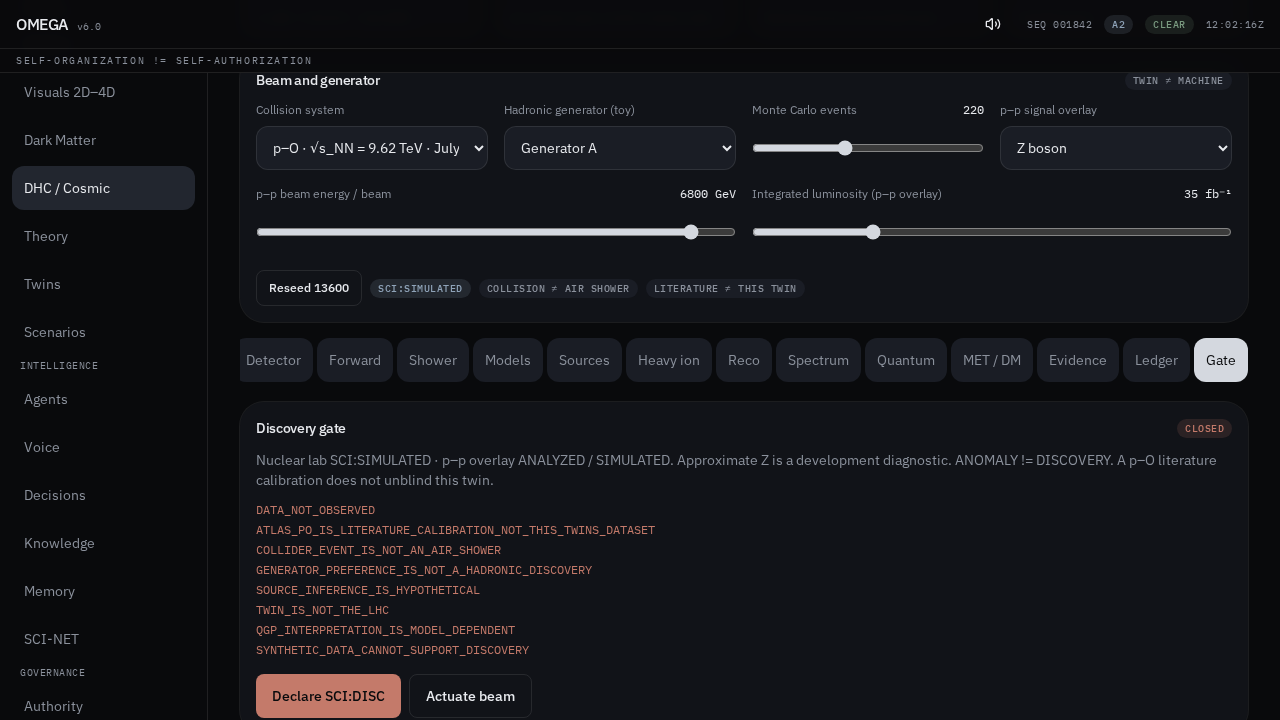 OMEGA v6.0 SEQ 001842 A2 CLEAR 12:02:16Z
SELF-ORGANIZATION != SELF-AUTHORIZATION
Visuals 2D–4D
Dark Matter
DHC / Cosmic
Theory
Twins
Scenarios
INTELLIGENCE
Agents
Voice
Decisions
Knowledge
Memory
SCI-NET
GOVERNANCE
Authority
Beam and generator TWIN ≠ MACHINE
Collision system Hadronic generator (toy) Monte Carlo events 220 p–p signal overlay
p–O · √s_NN = 9.62 TeV · July Generator A Z boson
p–p beam energy / beam 6800 GeV Integrated luminosity (p–p overlay) 35 fb⁻¹
Reseed 13600 SCI:SIMULATED COLLISION ≠ AIR SHOWER LITERATURE ≠ THIS TWIN
Detector Forward Shower Models Sources Heavy ion Reco Spectrum Quantum MET / DM Evidence Ledger Gate
Discovery gate CLOSED
Nuclear lab SCI:SIMULATED · p–p overlay ANALYZED / SIMULATED. Approximate Z is a development diagnostic. ANOMALY != DISCOVERY. A p–O literature
calibration does not unblind this twin.
DATA_NOT_OBSERVED
ATLAS_PO_IS_LITERATURE_CALIBRATION_NOT_THIS_TWINS_DATASET
COLLIDER_EVENT_IS_NOT_AN_AIR_SHOWER
GENERATOR_PREFERENCE_IS_NOT_A_HADRONIC_DISCOVERY
SOURCE_INFERENCE_IS_HYPOTHETICAL
TWIN_IS_NOT_THE_LHC
QGP_INTERPRETATION_IS_MODEL_DEPENDENT
SYNTHETIC_DATA_CANNOT_SUPPORT_DISCOVERY
Declare SCI:DISC Actuate beam